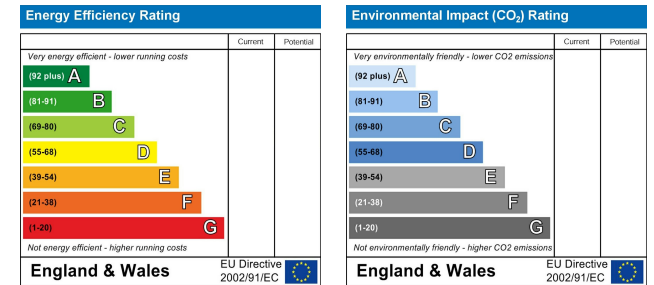 Energy Efficiency Rating
Current Potential
Very energy efficient - lower running costs
(92 plus) A
(81-91) B
(69-80) C
(55-68) D
(39-54) E
(21-38) F
(1-20) G
Not energy efficient - higher running costs
England & Wales
EU Directive
2002/91/EC
Environmental Impact (CO₂) Rating
Current Potential
Very environmentally friendly - lower CO2 emissions
(92 plus) A
(81-91) B
(69-80) C
(55-68) D
(39-54) E
(21-38) F
(1-20) G
Not environmentally friendly - higher CO2 emissions
England & Wales
EU Directive
2002/91/EC